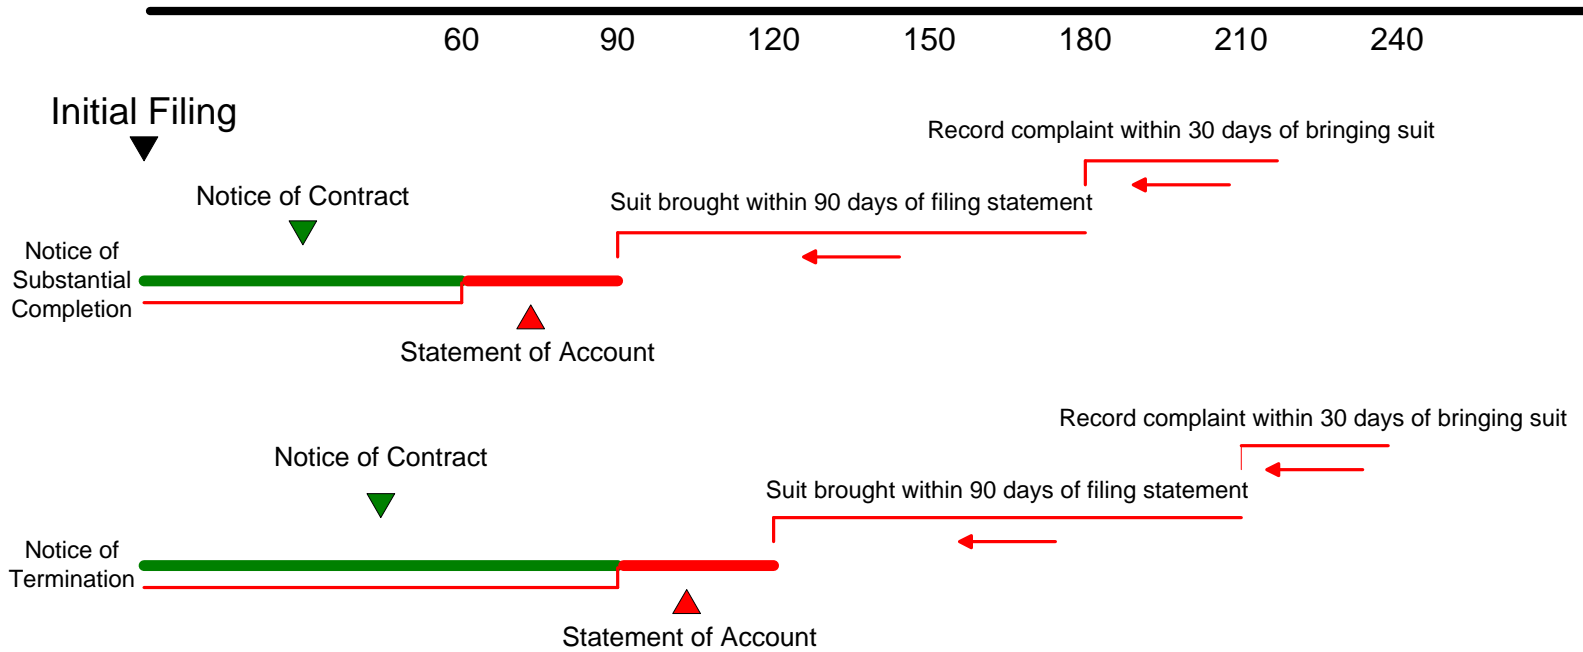 60 90 120 150 180 210 240
Initial Filing
Record complaint within 30 days of bringing suit
Notice of Contract
Suit brought within 90 days of filing statement
Notice of
Substantial
Completion
Statement of Account
Record complaint within 30 days of bringing suit
Notice of Contract
Suit brought within 90 days of filing statement
Notice of
Termination
Statement of Account